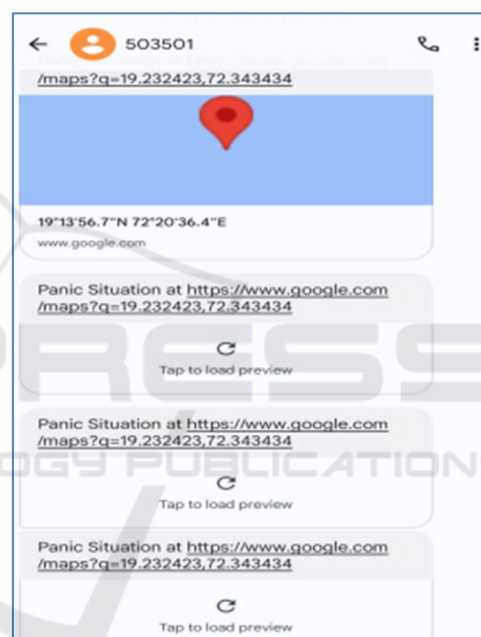 503501
/maps?q=19.232423,72.343434
19°13'56.7"N 72°20'36.4"E
www.google.com
Panic Situation at https://www.google.com
/maps?q=19.232423,72.343434
Tap to load preview
Panic Situation at https://www.google.com
/maps?q=19.232423,72.343434
Tap to load preview
Panic Situation at https://www.google.com
/maps?q=19.232423,72.343434
Tap to load preview